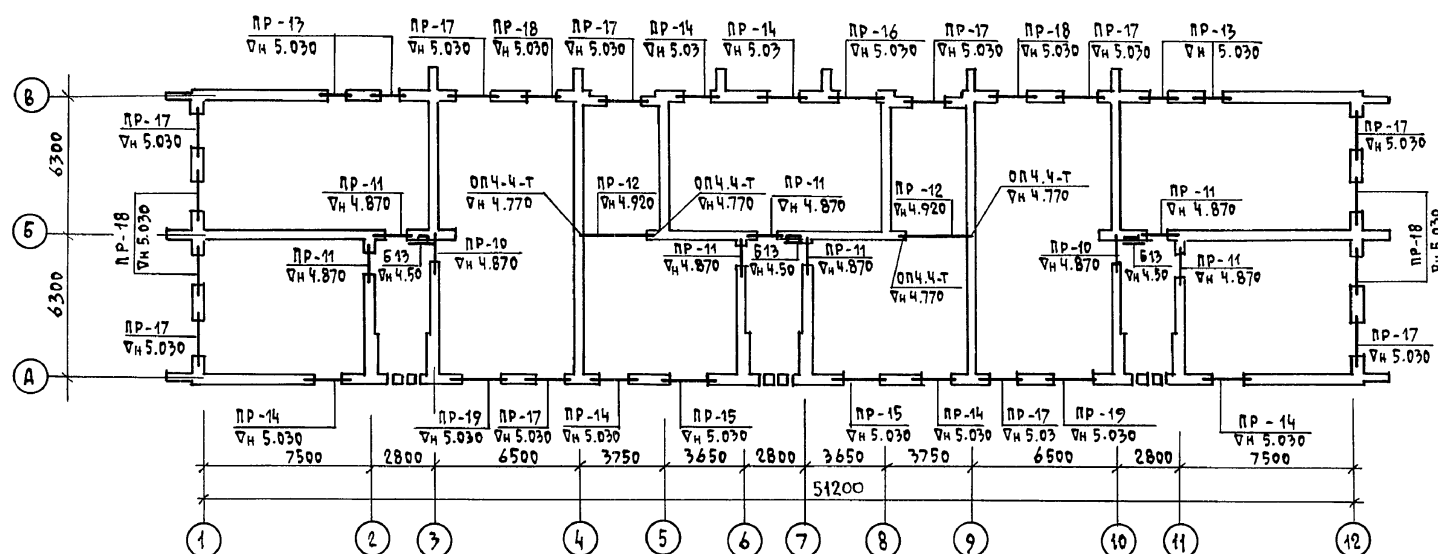 ПР-13
∇н 5.030
ПР-17
∇н 5.030
ПР-18
∇н 5.030
ПР-17
∇н 5.030
ПР-14
∇н 5.03
ПР-14
∇н 5.03
ПР-16
∇н 5.030
ПР-17
∇н 5.030
ПР-18
∇н 5.030
ПР-17
∇н 5.030
ПР-13
∇н 5.030
В
ПР-17
∇н 5.030
ПР-17
∇н 5.030
6300
ПР-11
∇н 4.870
ОП4-4-Т
∇н 4.770
ПР-12
∇н 4.920
ОП4.4-Т
∇н 4.770
ПР-11
∇н 4.870
ПР-12
∇н 4.920
ОП4.4-Т
∇н 4.770
ПР-11
∇н 4.870
ПР-18
∇н 5.030
Б
ПР-18
∇н 5.030
ПР-11
∇н 4.870
Б13
∇н 4.50
ПР-10
∇н 4.870
ПР-11
∇н 4.870
Б13
∇н 4.50
ПР-11
∇н 4.870
ОП4.4-Т
∇н 4.770
ПР-10
∇н 4.870
Б13
∇н 4.50
ПР-11
∇н 4.870
6300
ПР-17
∇н 5.030
ПР-17
∇н 5.030
А
ПР-14
∇н 5.030
ПР-19
∇н 5.030
ПР-17
∇н 5.030
ПР-14
∇н 5.030
ПР-15
∇н 5.030
ПР-15
∇н 5.030
ПР-14
∇н 5.030
ПР-17
∇н 5.03
ПР-19
∇н 5.030
ПР-14
∇н 5.030
7500 2800 6500 3750 3650 2800 3650 3750 6500 2800 7500
51200
1 2 3 4 5 6 7 8 9 10 11 12